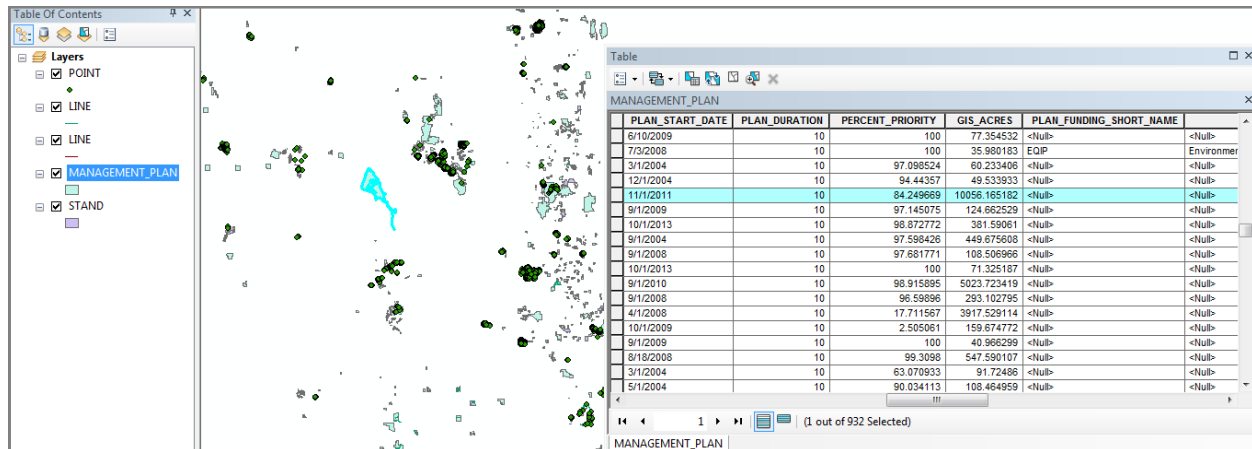 Table Of Contents
Layers
POINT
LINE
LINE
MANAGEMENT_PLAN
STAND
Table
MANAGEMENT_PLAN
PLAN_START_DATE PLAN_DURATION PERCENT_PRIORITY GIS_ACRES PLAN_FUNDING_SHORT_NAME
6/10/2009 10 100 77.354532 <Null> <Null>
7/3/2008 10 100 35.980183 EQIP Environmer
3/1/2004 10 97.098524 60.233406 <Null> <Null>
12/1/2004 10 94.44357 49.533933 <Null> <Null>
11/1/2011 10 84.249669 10056.165182 <Null> <Null>
9/1/2009 10 97.145075 124.662529 <Null> <Null>
10/1/2013 10 98.872772 381.59061 <Null> <Null>
9/1/2004 10 97.598426 449.675608 <Null> <Null>
9/1/2008 10 97.681771 108.506966 <Null> <Null>
10/1/2013 10 100 71.325187 <Null> <Null>
9/1/2010 10 98.915895 5023.723419 <Null> <Null>
9/1/2008 10 96.59896 293.102795 <Null> <Null>
4/1/2008 10 17.711567 3917.529114 <Null> <Null>
10/1/2009 10 2.505061 159.674772 <Null> <Null>
9/1/2009 10 100 40.966299 <Null> <Null>
8/18/2008 10 99.3098 547.590107 <Null> <Null>
3/1/2004 10 63.070933 91.72486 <Null> <Null>
5/1/2004 10 90.034113 108.464959 <Null> <Null>
1 (1 out of 932 Selected)
MANAGEMENT_PLAN